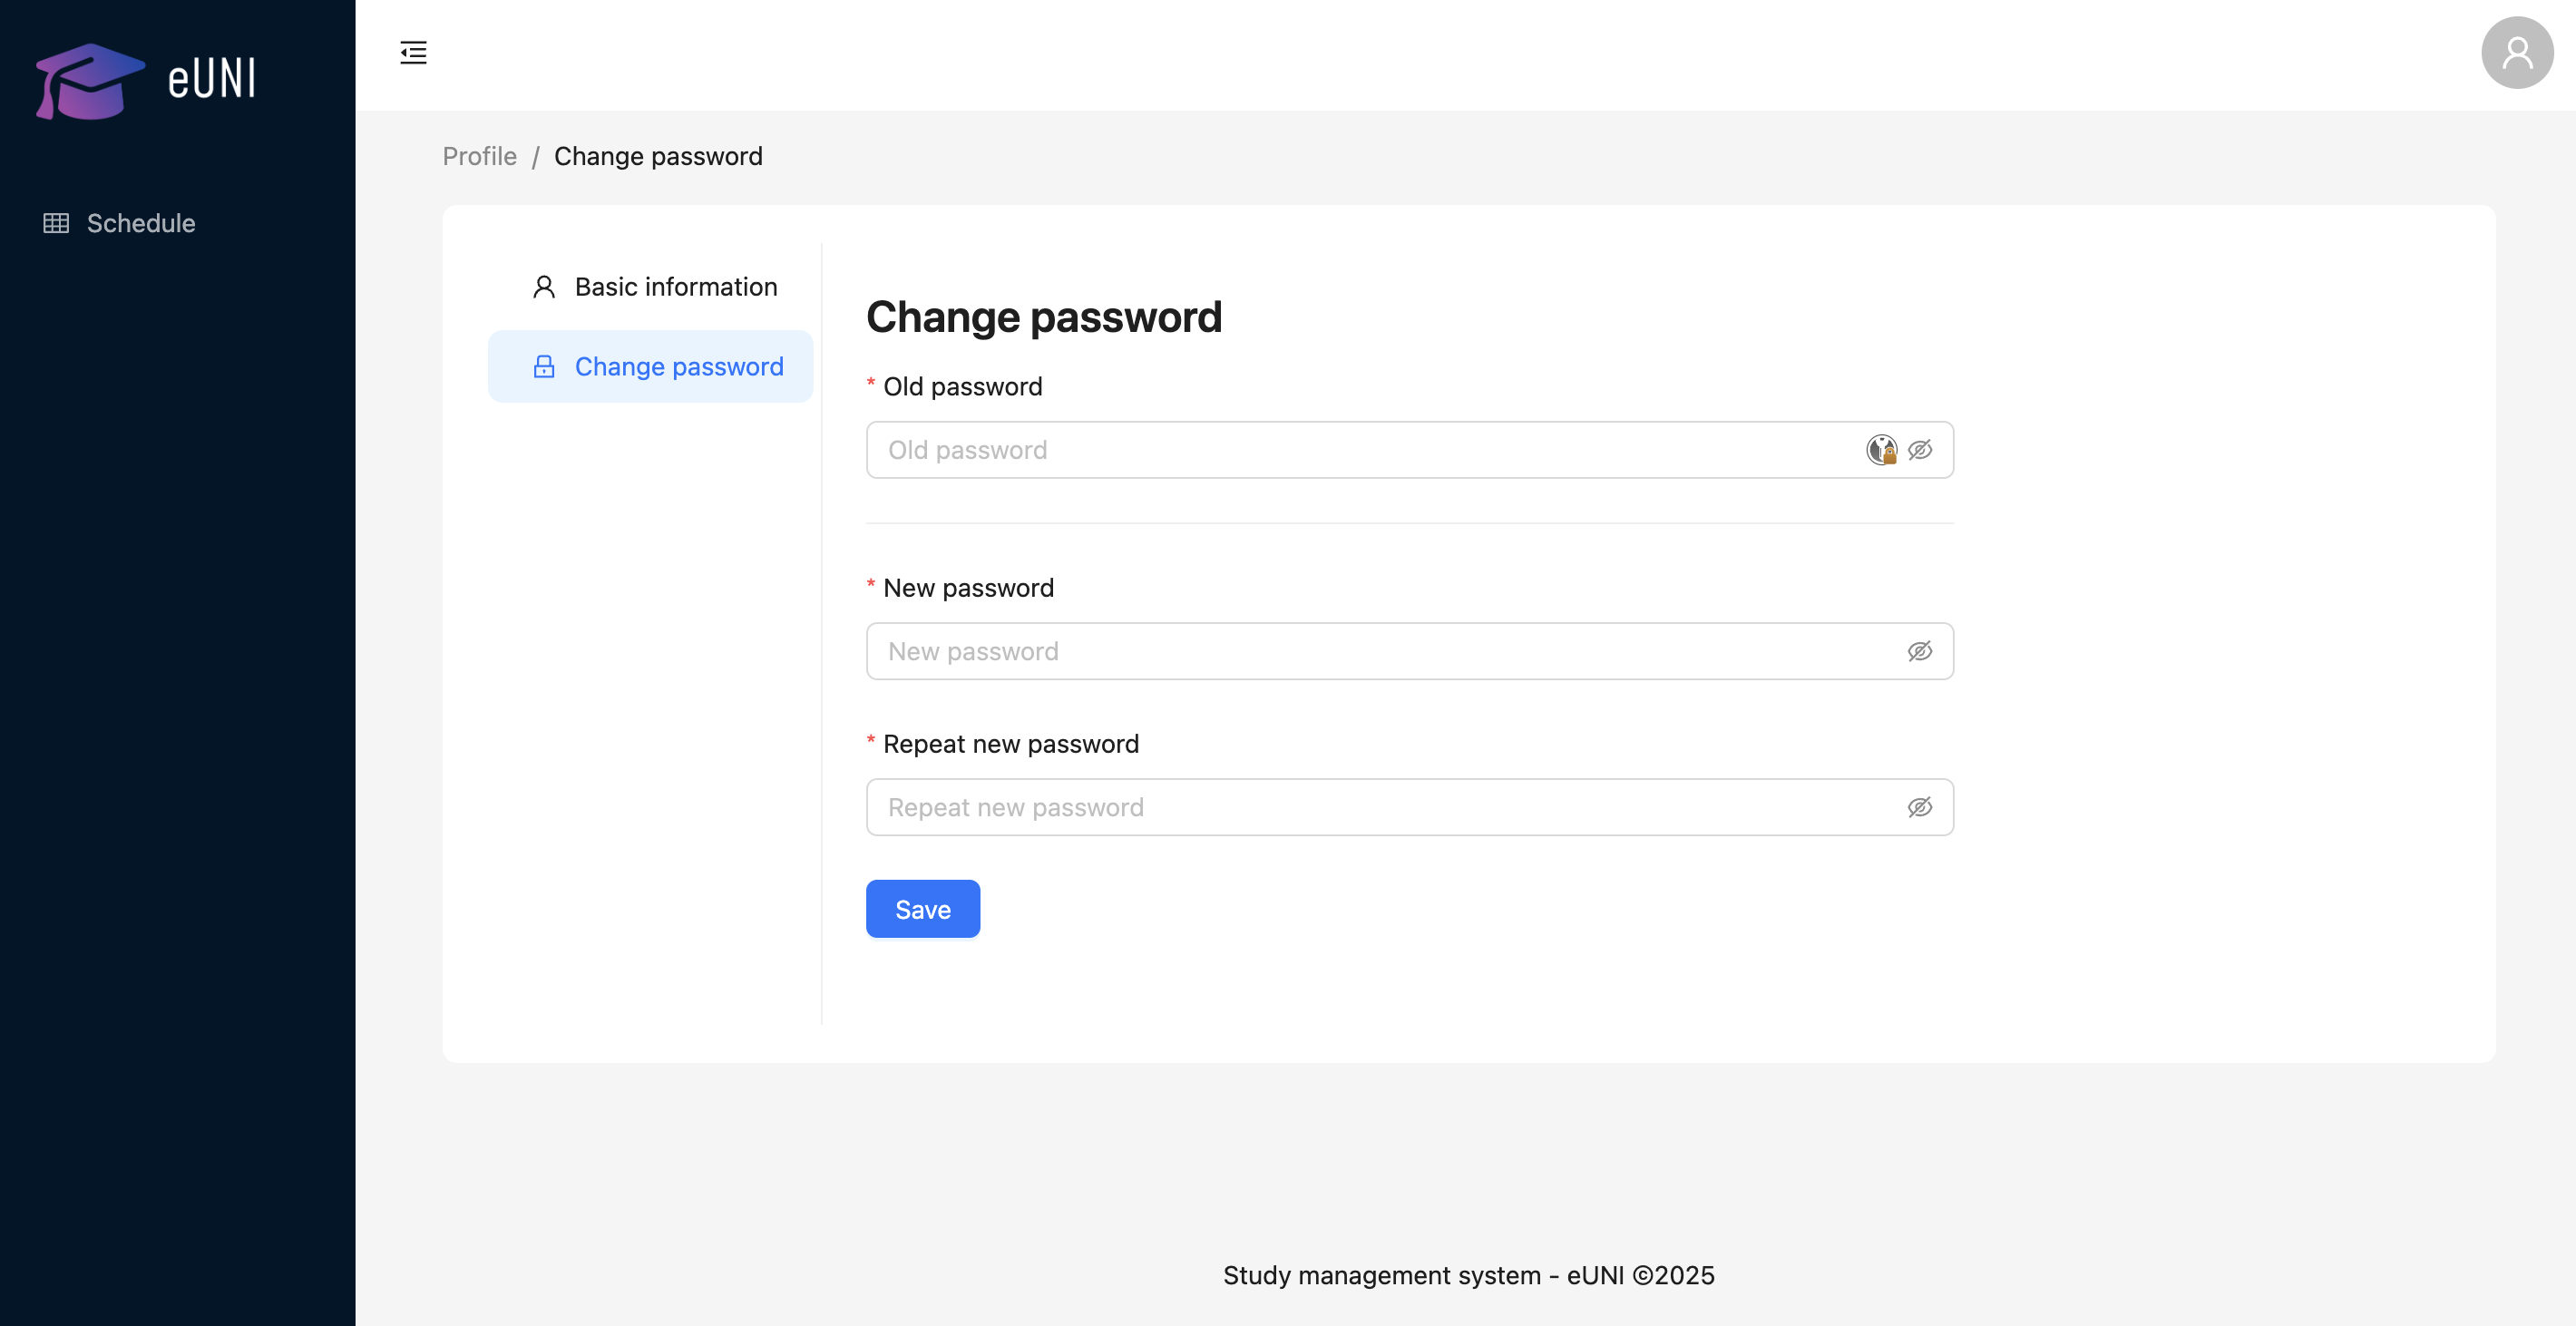 eUNI
Schedule
Profile / Change password
Basic information
Change password
Change password
* Old password
Old password
* New password
New password
* Repeat new password
Repeat new password
Save
Study management system - eUNI ©2025